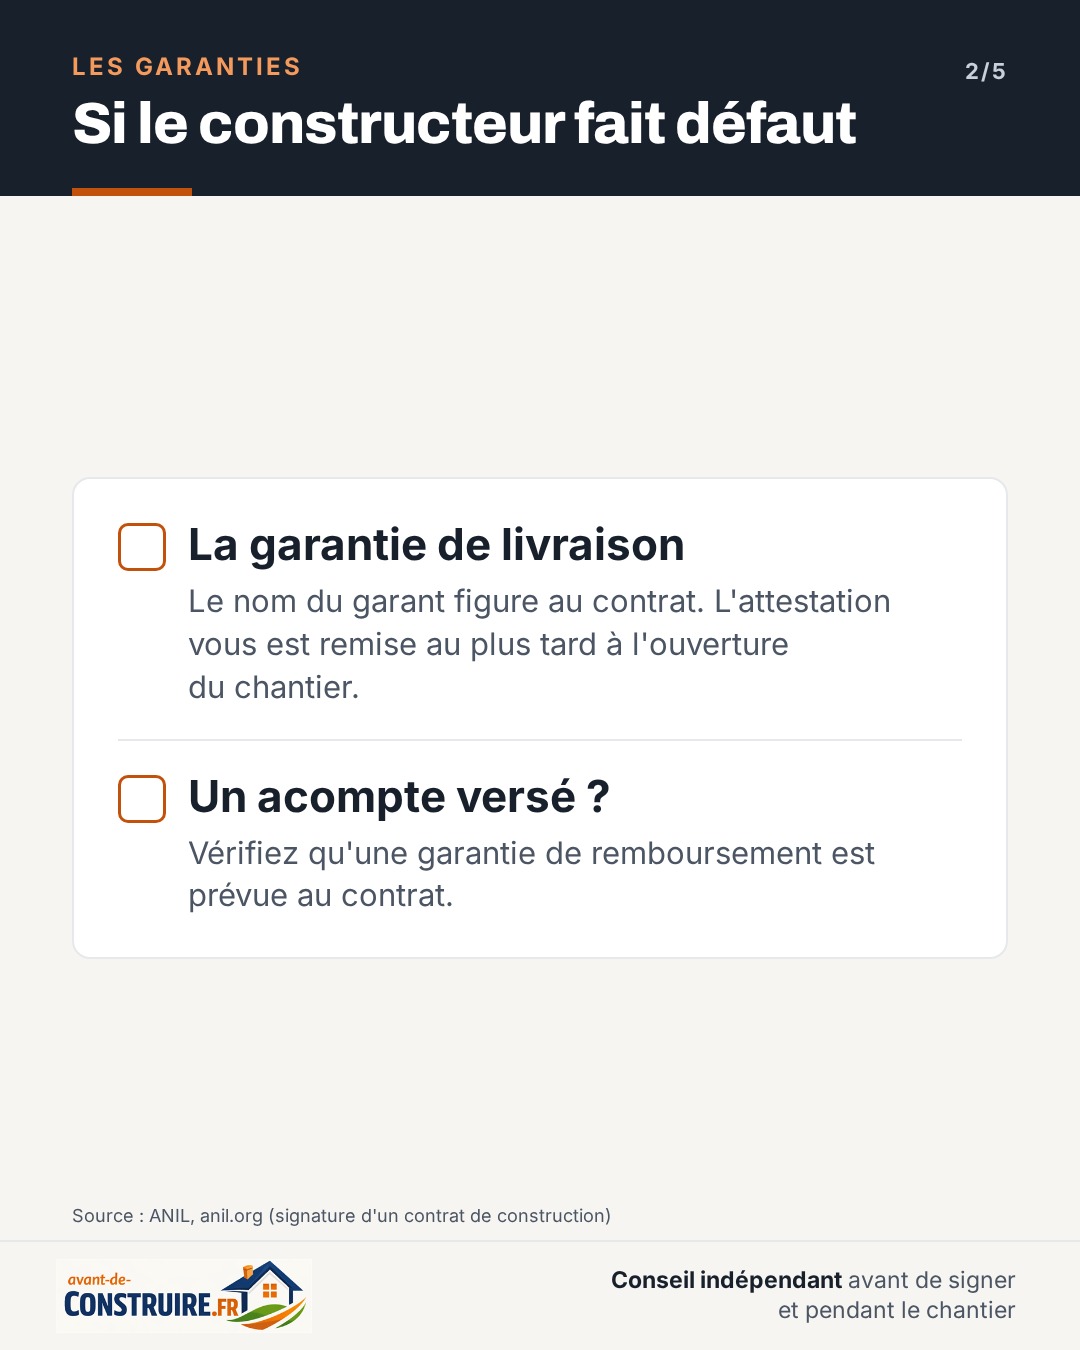 LES GARANTIES
2/5
Si le constructeur fait défaut
La garantie de livraison
Le nom du garant figure au contrat. L'attestation
vous est remise au plus tard à l'ouverture
du chantier.
Un acompte versé ?
Vérifiez qu'une garantie de remboursement est
prévue au contrat.
Source : ANIL, anil.org (signature d'un contrat de construction)
avant-de-
CONSTRUIRE.FR
Conseil indépendant avant de signer
et pendant le chantier